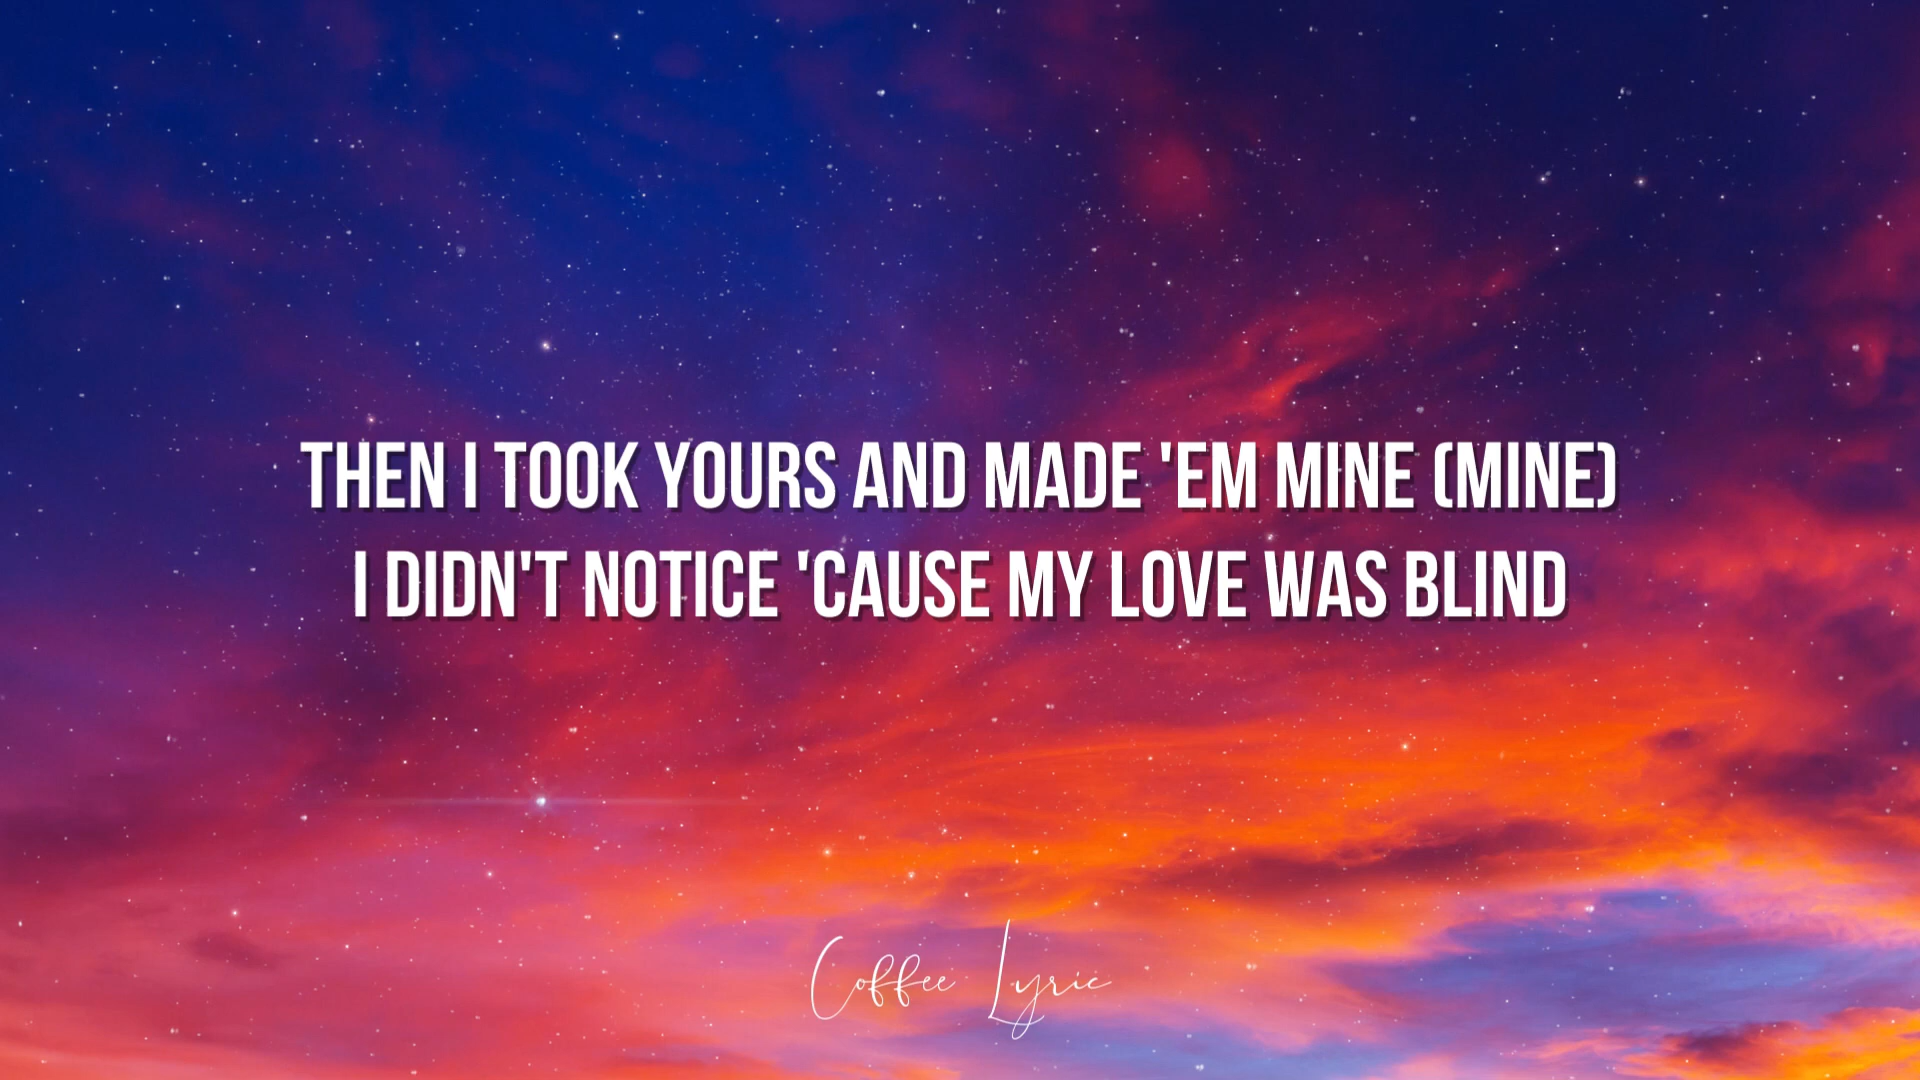 THEN I TOOK YOURS AND MADE 'EM MINE (MINE)
I DIDN'T NOTICE 'CAUSE MY LOVE WAS BLIND
Coffee Lyric